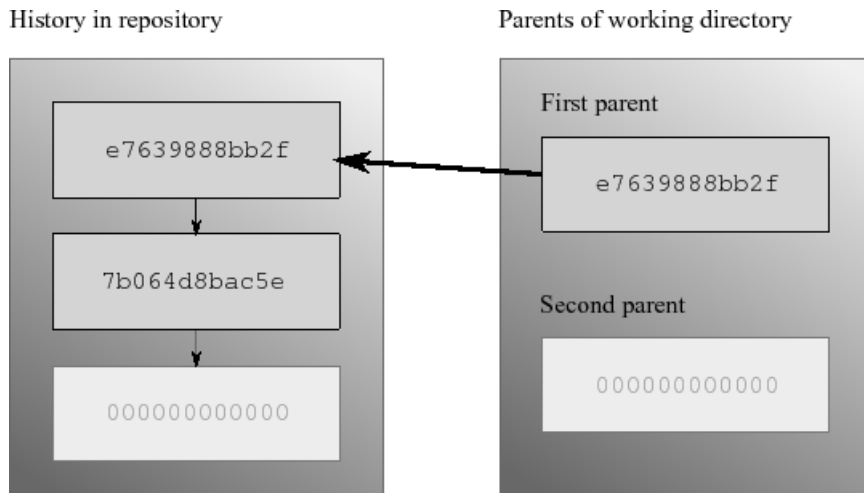 History in repository
e7639888bb2f
7b064d8bac5e
000000000000
Parents of working directory
First parent
e7639888bb2f
Second parent
000000000000